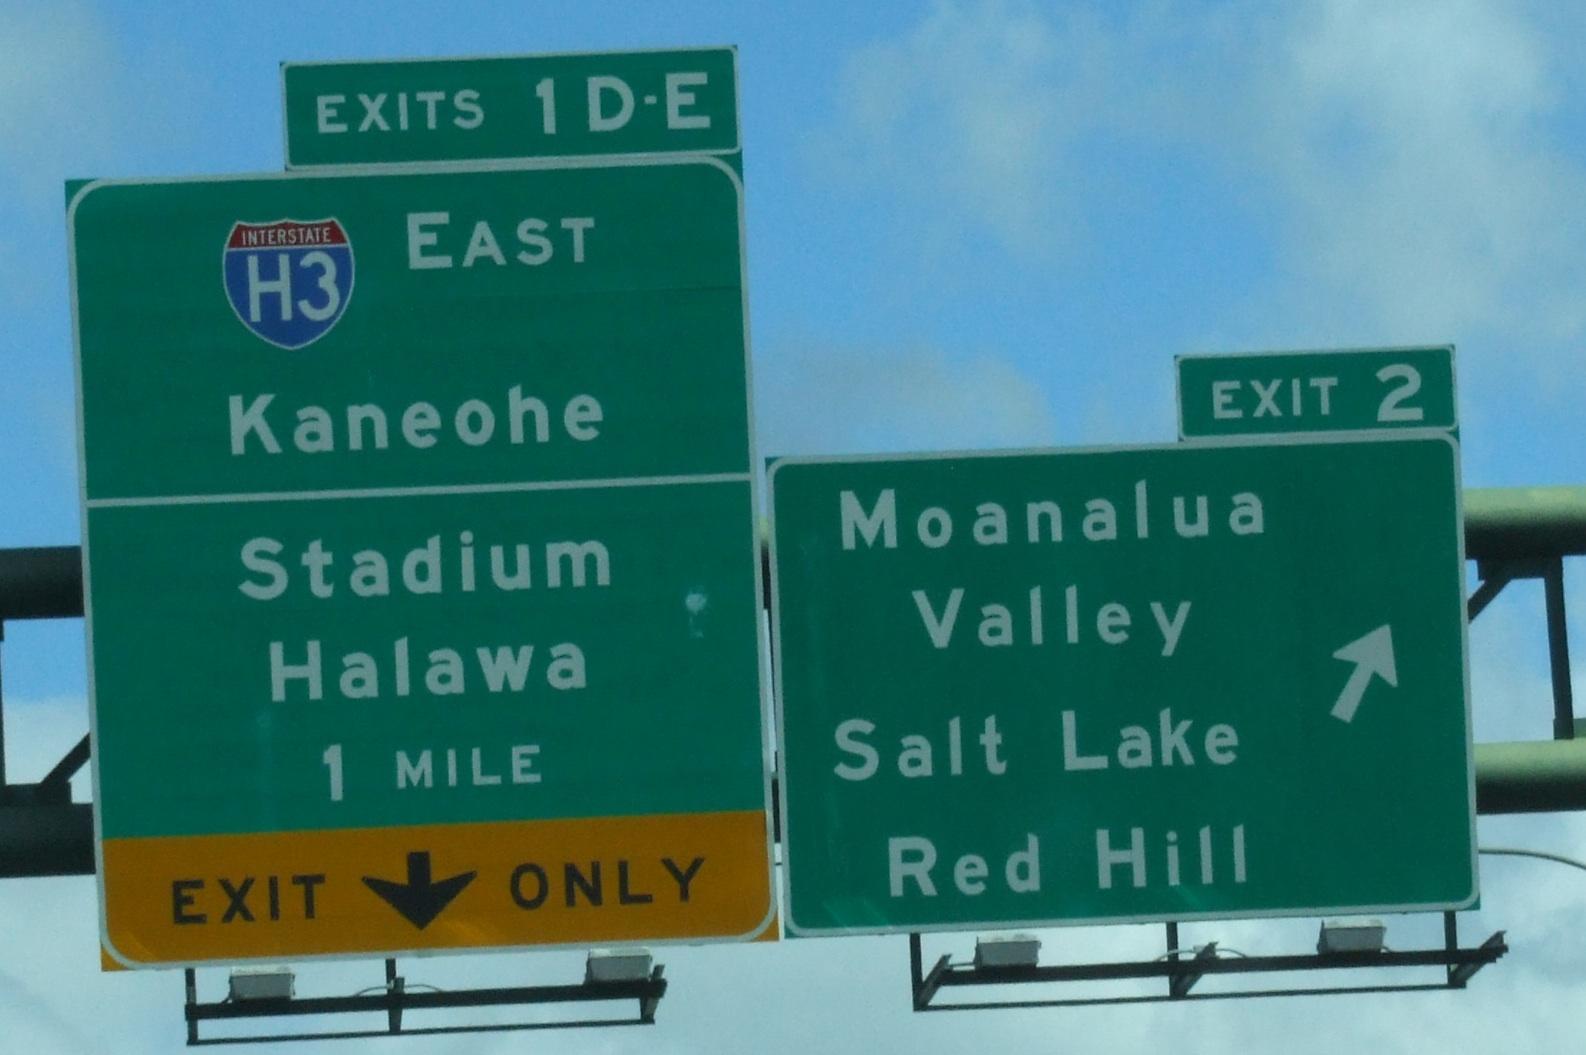 EXITS 1 D-E
INTERSTATE
H3 EAST
Kaneohe
Stadium
Halawa
1 MILE
EXIT ONLY
EXIT 2
Moanalua
Valley
Salt Lake
Red Hill